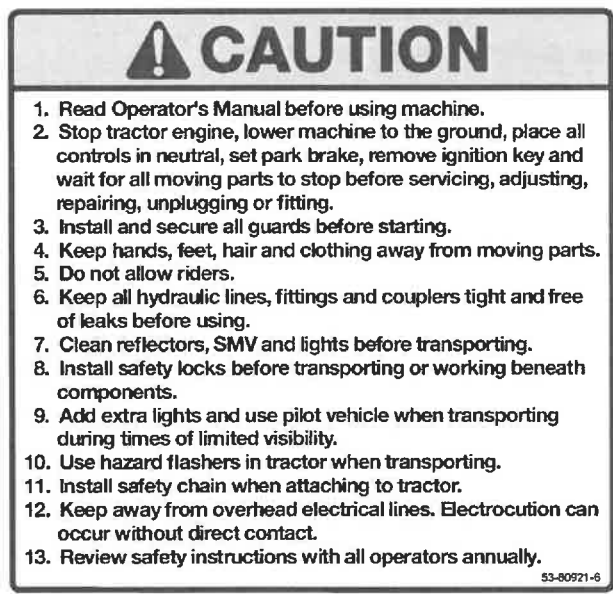 CAUTION
1. Read Operator's Manual before using machine.
2. Stop tractor engine, lower machine to the ground, place all
controls in neutral, set park brake, remove ignition key and
wait for all moving parts to stop before servicing, adjusting,
repairing, unplugging or fitting.
3. Install and secure all guards before starting.
4. Keep hands, feet, hair and clothing away from moving parts.
5. Do not allow riders.
6. Keep all hydraulic lines, fittings and couplers tight and free
of leaks before using.
7. Clean reflectors, SMV and lights before transporting.
8. Install safety locks before transporting or working beneath
components.
9. Add extra lights and use pilot vehicle when transporting
during times of limited visibility.
10. Use hazard flashers in tractor when transporting.
11. Install safety chain when attaching to tractor.
12. Keep away from overhead electrical lines. Electrocution can
occur without direct contact.
13. Review safety instructions with all operators annually.
53-80921-6